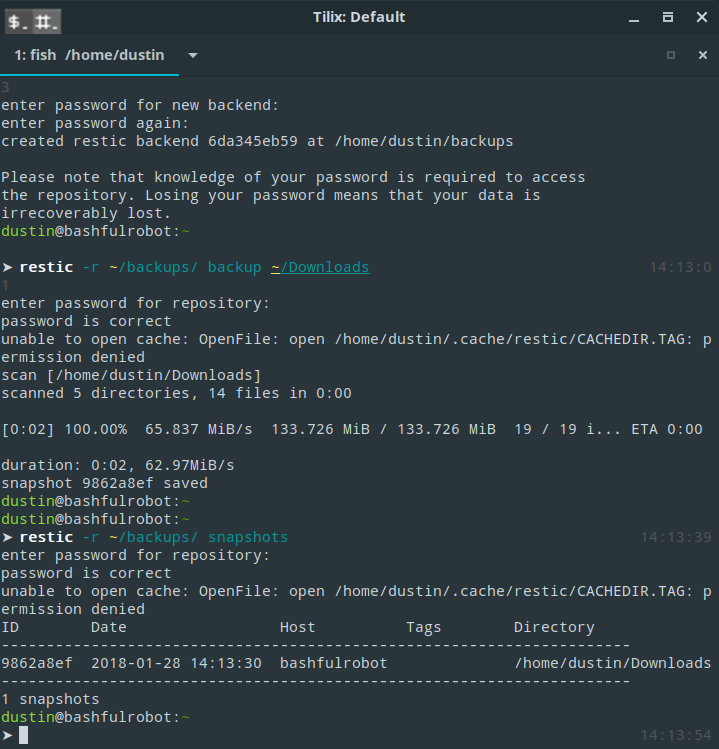 $_ #_
Tilix: Default
1: fish /home/dustin
3
enter password for new backend:
enter password again:
created restic backend 6da345eb59 at /home/dustin/backups
Please note that knowledge of your password is required to access
the repository. Losing your password means that your data is
irrecoverably lost.
dustin@bashfulrobot:~
➤ restic -r ~/backups/ backup ~/Downloads 14:13:0
1
enter password for repository:
password is correct
unable to open cache: OpenFile: open /home/dustin/.cache/restic/CACHEDIR.TAG: p
ermission denied
scan [/home/dustin/Downloads]
scanned 5 directories, 14 files in 0:00
[0:02] 100.00%  65.837 MiB/s  133.726 MiB / 133.726 MiB  19 / 19 i... ETA 0:00
duration: 0:02, 62.97MiB/s
snapshot 9862a8ef saved
dustin@bashfulrobot:~
dustin@bashfulrobot:~
➤ restic -r ~/backups/ snapshots 14:13:39
enter password for repository:
password is correct
unable to open cache: OpenFile: open /home/dustin/.cache/restic/CACHEDIR.TAG: p
ermission denied
ID        Date                 Host          Tags        Directory
----------------------------------------------------------------------
9862a8ef  2018-01-28 14:13:30  bashfulrobot              /home/dustin/Downloads
----------------------------------------------------------------------
1 snapshots
dustin@bashfulrobot:~
➤ 14:13:54